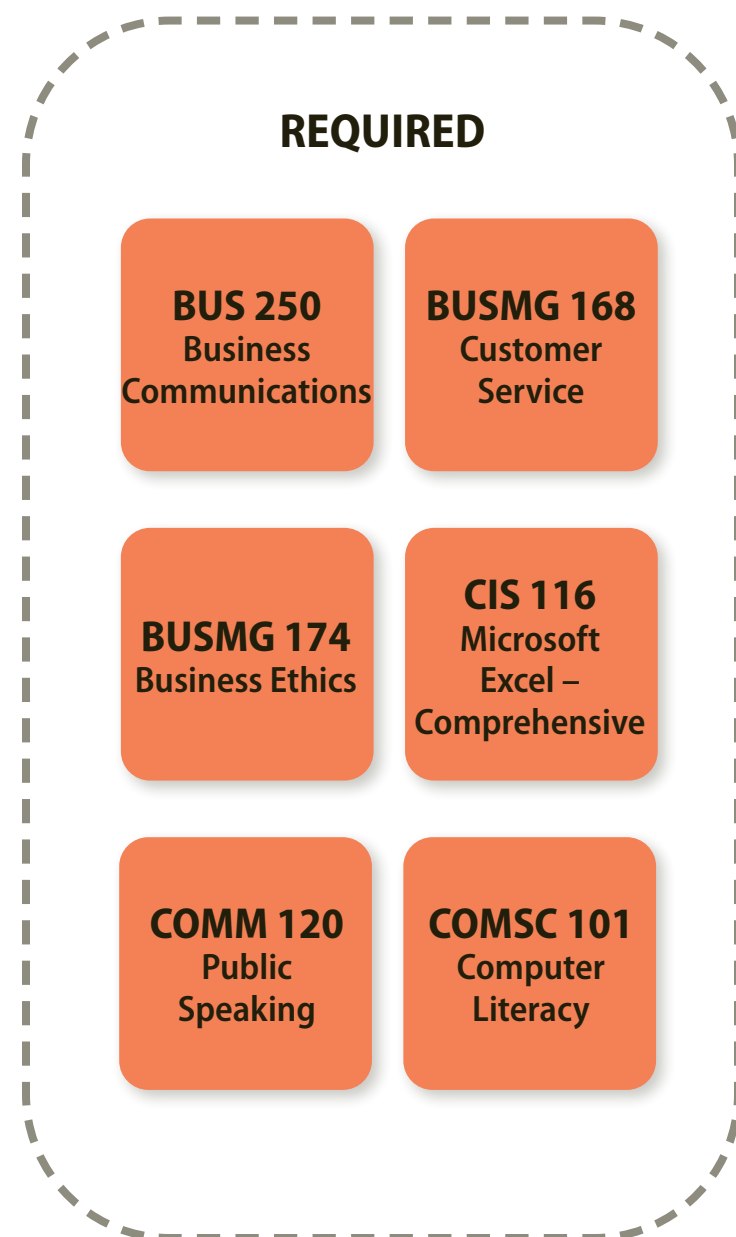 REQUIRED
BUS 250
Business
Communications
BUSMG 168
Customer
Service
BUSMG 174
Business Ethics
CIS 116
Microsoft
Excel –
Comprehensive
COMM 120
Public
Speaking
COMSC 101
Computer
Literacy